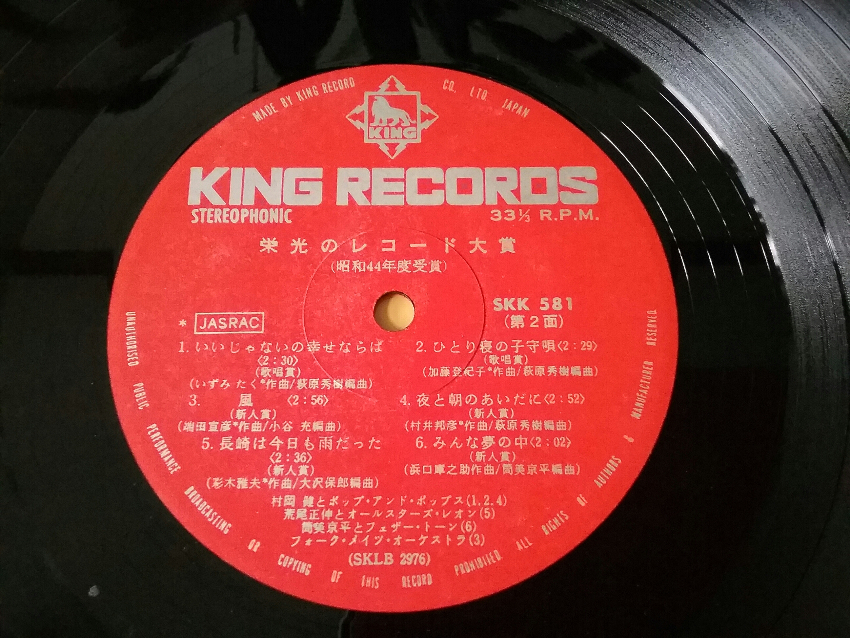 MADE BY KING RECORD CO. LTD. JAPAN
KING
KING RECORDS
STEREOPHONIC 33⅓ R.P.M.
栄光のレコード大賞
(昭和44年度受賞)
SKK 581
* JASRAC (第2面)
1. いいじゃないの幸せならば 2. ひとり寝の子守唄<2:29>
<2:30> (歌唱賞)
(歌唱賞) (加藤登紀子*作曲/萩原秀樹編曲)
(いずみ たく*作曲/萩原秀樹編曲)
3. 風 <2:56> 4. 夜と朝のあいだに<2:52>
(新人賞) (新人賞)
(端田宣彦*作曲/小谷 充編曲) (村井邦彦*作曲/萩原秀樹編曲)
5. 長崎は今日も雨だった 6. みんな夢の中<2:02>
<2:36> (新人賞)
(新人賞) (浜口庫之助作曲/筒美京平編曲)
(彩木雅夫*作曲/大沢保郎編曲)
村岡 健とポップ・アンド・ポップス(1,2,4)
荒尾正伸とオールスターズ・レオン(5)
筒美京平とフェザー・トーン(6)
フォーク・メイツ・オーケストラ(3)
(SKLB 2976)
UNAUTHORISED PUBLIC PERFORMANCE BROADCASTING OR COPYING OF THIS RECORD PROHIBITED ALL RIGHTS OF AUTHORS & MANUFACTURER RESERVED